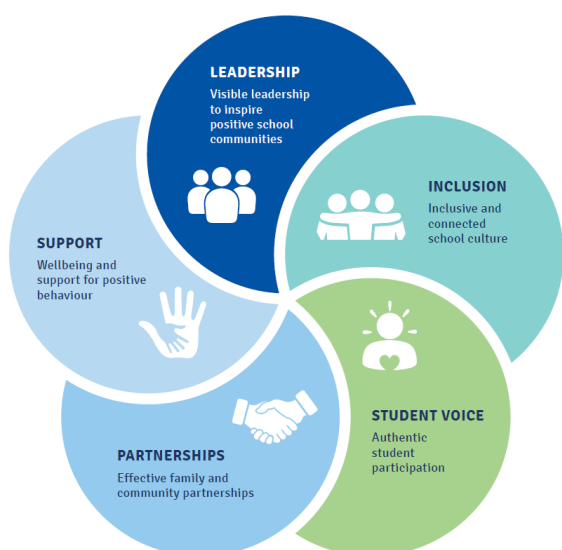 LEADERSHIP
Visible leadership
to inspire
positive school
communities
INCLUSION
Inclusive and
connected
school culture
STUDENT VOICE
Authentic
student
participation
PARTNERSHIPS
Effective family and
community partnerships
SUPPORT
Wellbeing and
support for positive
behaviour